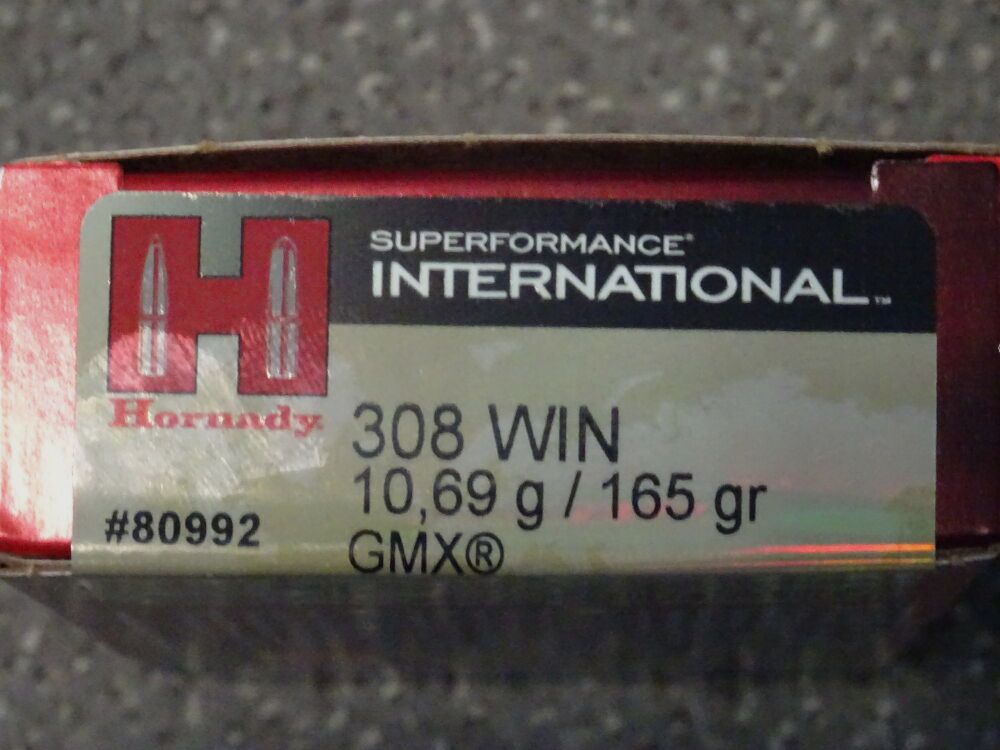 SUPERFORMANCE®
INTERNATIONAL™
Hornady
308 WIN
10,69 g / 165 gr
#80992
GMX®